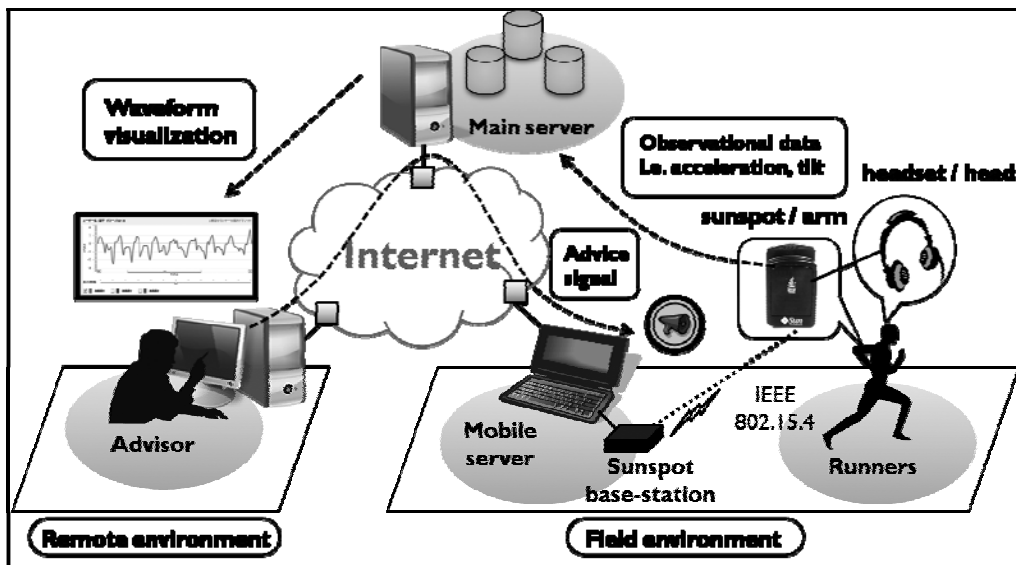 Waveform
visualization
Main server
Observational data
i.e. acceleration, tilt
headset / head
sunspot / arm
Internet
Advice
signal
Sun
IEEE
802.15.4
Advisor
Mobile
server
Sunspot
base-station
Runners
Remote environment
Field environment